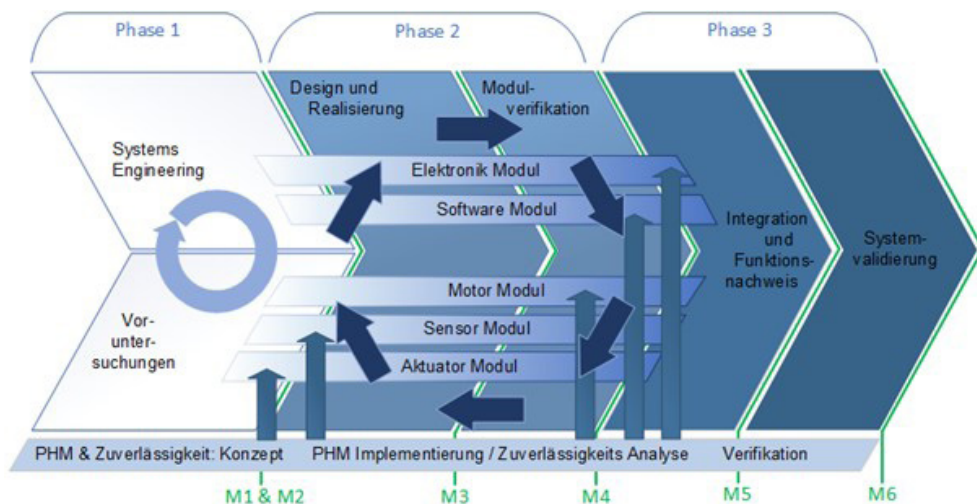 Phase 1
Phase 2
Phase 3
Design und
Realisierung
Modul-
verifikation
Systems
Engineering
Elektronik Modul
Software Modul
Integration
und
Funktions-
nachweis
System-
validierung
Motor Modul
Vor-
unter-
suchungen
Sensor Modul
Aktuator Modul
PHM & Zuverlässigkeit: Konzept
PHM Implementierung / Zuverlässigkeits Analyse
Verifikation
M1 & M2
M3
M4
M5
M6